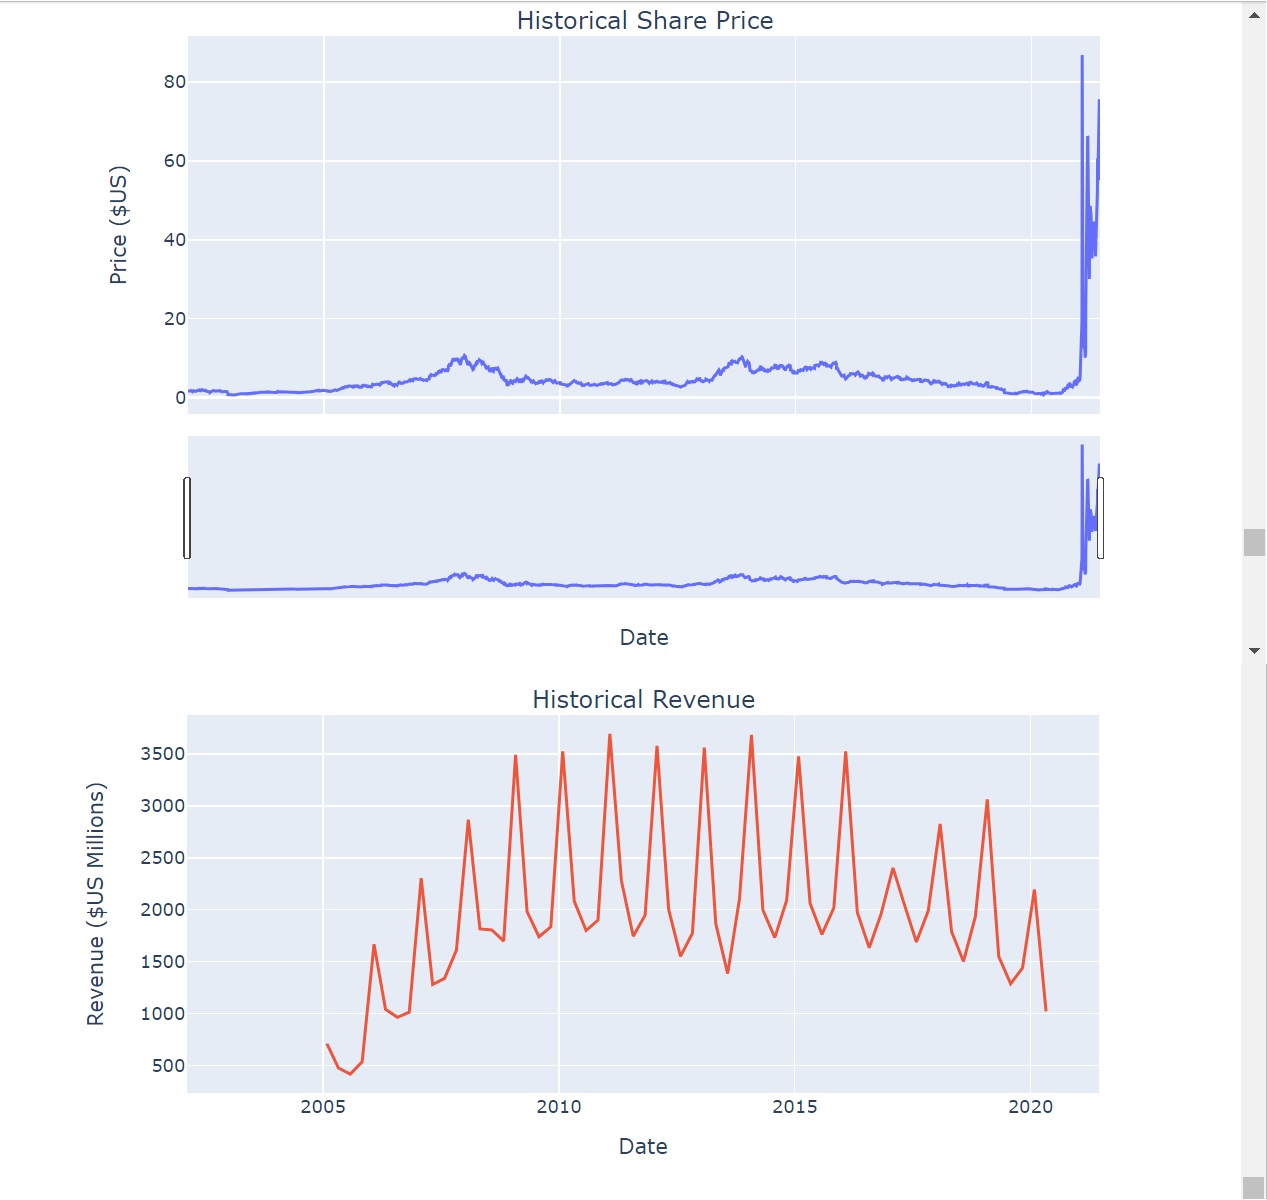 Historical Share Price
80
60
40
20
0
Price ($US)
Date
Historical Revenue
3500
3000
2500
2000
1500
1000
500
Revenue ($US Millions)
2005 2010 2015 2020
Date